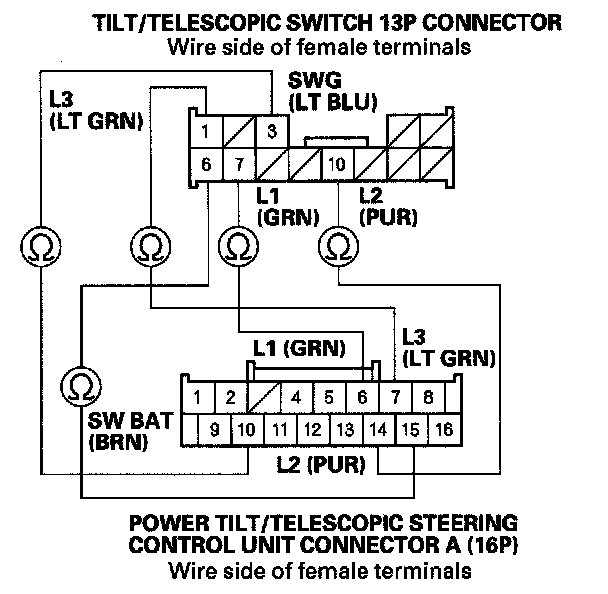 TILT/TELESCOPIC SWITCH 13P CONNECTOR
Wire side of female terminals
L3
(LT GRN)
SWG
(LT BLU)
1 3
6 7 10
L1
(GRN)
L2
(PUR)
Ω Ω Ω Ω
L1 (GRN)
L3
(LT GRN)
Ω
SW BAT
(BRN)
1 2 4 5 6 7 8
9 10 11 12 13 14 15 16
L2 (PUR)
POWER TILT/TELESCOPIC STEERING
CONTROL UNIT CONNECTOR A (16P)
Wire side of female terminals